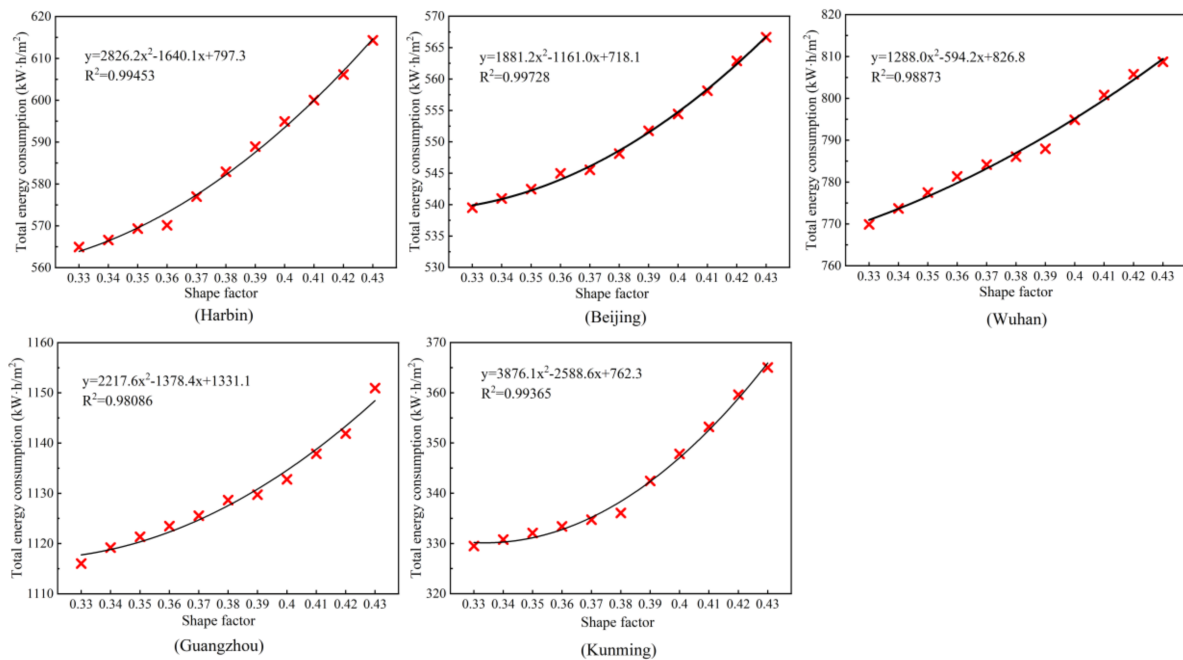 Total energy consumption (kW·h/m²)
620
610
600
590
580
570
560
y=2826.2x²-1640.1x+797.3
R²=0.99453
0.33 0.34 0.35 0.36 0.37 0.38 0.39 0.4 0.41 0.42 0.43
Shape factor
(Harbin)
Total energy consumption (kW·h/m²)
570
565
560
555
550
545
540
535
530
y=1881.2x²-1161.0x+718.1
R²=0.99728
0.33 0.34 0.35 0.36 0.37 0.38 0.39 0.4 0.41 0.42 0.43
Shape factor
(Beijing)
Total energy consumption (kW·h/m²)
820
810
800
790
780
770
760
y=1288.0x²-594.2x+826.8
R²=0.98873
0.33 0.34 0.35 0.36 0.37 0.38 0.39 0.4 0.41 0.42 0.43
Shape factor
(Wuhan)
Total energy consumption (kW·h/m²)
1160
1150
1140
1130
1120
1110
y=2217.6x²-1378.4x+1331.1
R²=0.98086
0.33 0.34 0.35 0.36 0.37 0.38 0.39 0.4 0.41 0.42 0.43
Shape factor
(Guangzhou)
Total energy consumption (kW·h/m²)
370
360
350
340
330
320
y=3876.1x²-2588.6x+762.3
R²=0.99365
0.33 0.34 0.35 0.36 0.37 0.38 0.39 0.4 0.41 0.42 0.43
Shape factor
(Kunming)